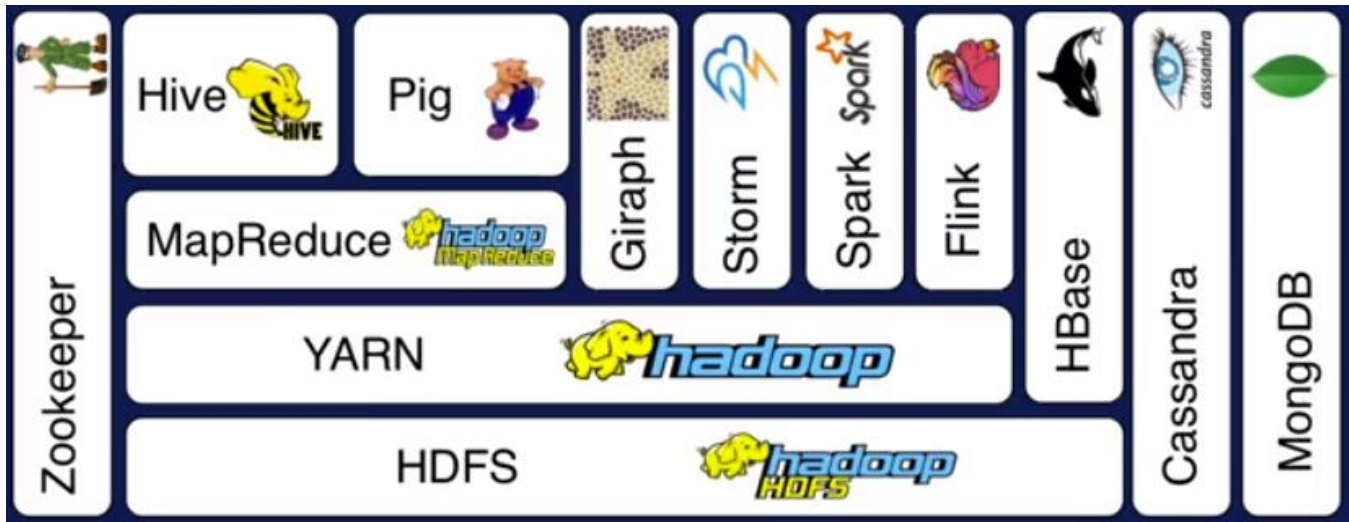 Zookeeper
Hive
HIVE
Pig
MapReduce
hadoop
Map Reduce
Giraph
Storm
Spark
Spark
Flink
HBase
cassandra
Cassandra
MongoDB
YARN
hadoop
HDFS
hadoop
HDFS